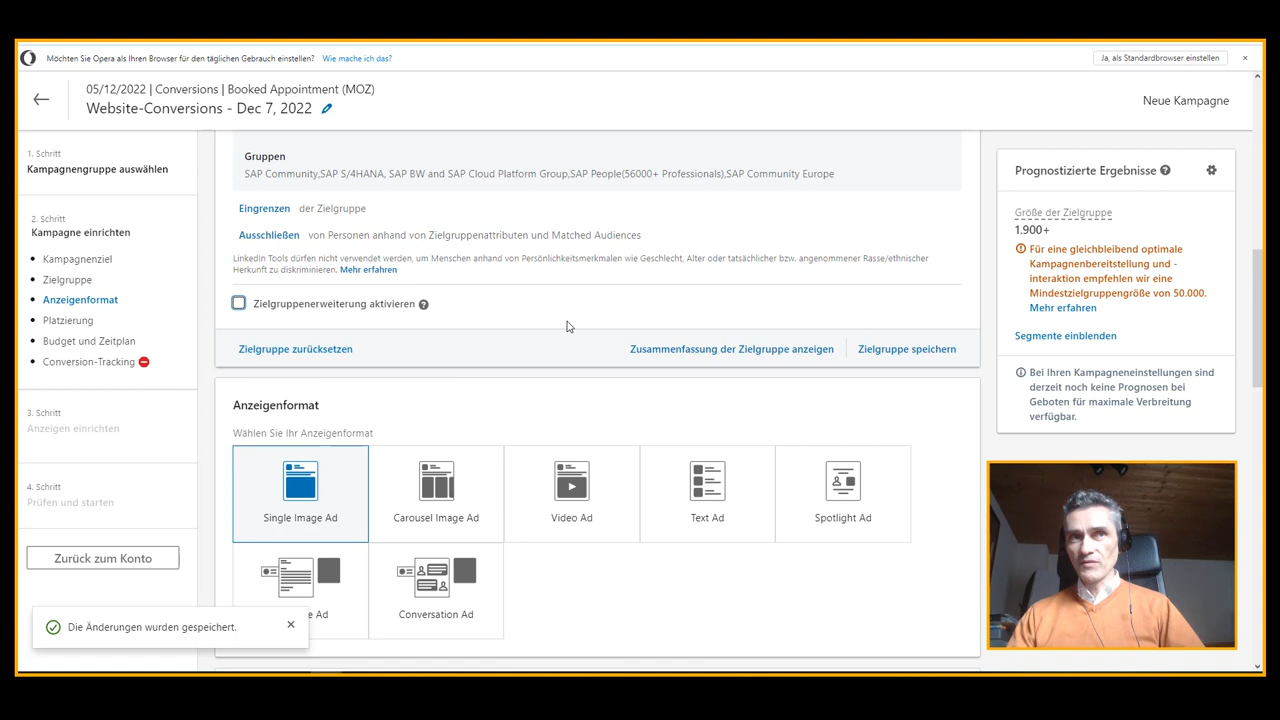 Möchten Sie Opera als Ihren Browser für den täglichen Gebrauch einstellen? Wie mache ich das?
Ja, als Standardbrowser einstellen
05/12/2022 | Conversions | Booked Appointment (MOZ)
Website-Conversions - Dec 7, 2022
Neue Kampagne
1. Schritt
Kampagnengruppe auswählen
2. Schritt
Kampagne einrichten
Kampagnenziel
Zielgruppe
Anzeigenformat
Platzierung
Budget und Zeitplan
Conversion-Tracking
3. Schritt
Anzeigen einrichten
4. Schritt
Prüfen und starten
Zurück zum Konto
Die Änderungen wurden gespeichert.
Gruppen
SAP Community,SAP S/4HANA, SAP BW and SAP Cloud Platform Group,SAP People(56000+ Professionals),SAP Community Europe
Eingrenzen der Zielgruppe
Ausschließen von Personen anhand von Zielgruppenattributen und Matched Audiences
LinkedIn Tools dürfen nicht verwendet werden, um Menschen anhand von Persönlichkeitsmerkmalen wie Geschlecht, Alter oder tatsächlicher bzw. angenommener Rasse/ethnischer
Herkunft zu diskriminieren. Mehr erfahren
Zielgruppenerweiterung aktivieren
Zielgruppe zurücksetzen
Zusammenfassung der Zielgruppe anzeigen
Zielgruppe speichern
Anzeigenformat
Wählen Sie Ihr Anzeigenformat
Single Image Ad
Carousel Image Ad
Video Ad
Text Ad
Spotlight Ad
Ad
Conversation Ad
Prognostizierte Ergebnisse
Größe der Zielgruppe
1.900+
Für eine gleichbleibend optimale
Kampagnenbereitstellung und -
interaktion empfehlen wir eine
Mindestzielgruppengröße von 50.000.
Mehr erfahren
Segmente einblenden
Bei Ihren Kampagneneinstellungen sind
derzeit noch keine Prognosen bei
Geboten für maximale Verbreitung
verfügbar.